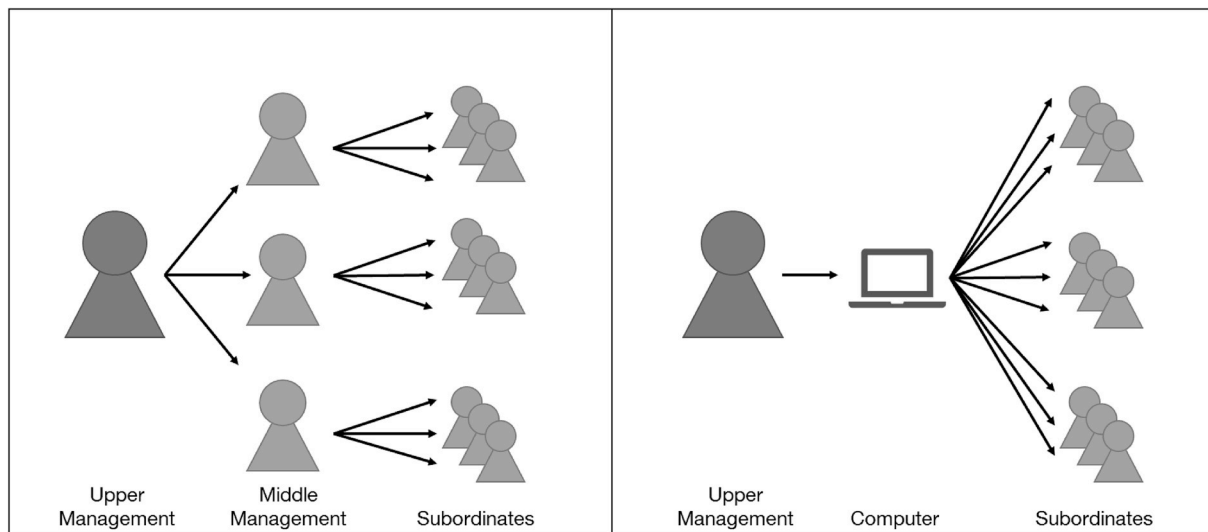 Upper
Management
Middle
Management
Subordinates
Upper
Management
Computer
Subordinates